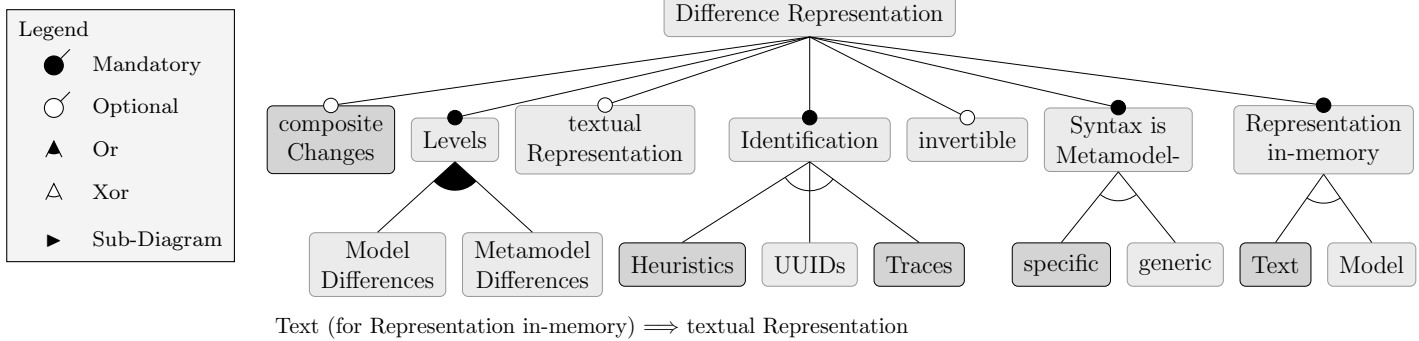 Difference Representation
Legend
Mandatory
Optional
Or
Xor
Sub-Diagram
composite
Changes
Levels
textual
Representation
Identification
invertible
Syntax is
Metamodel-
Representation
in-memory
Model
Differences
Metamodel
Differences
Heuristics
UUIDs
Traces
specific
generic
Text
Model
Text (for Representation in-memory) ⟹ textual Representation